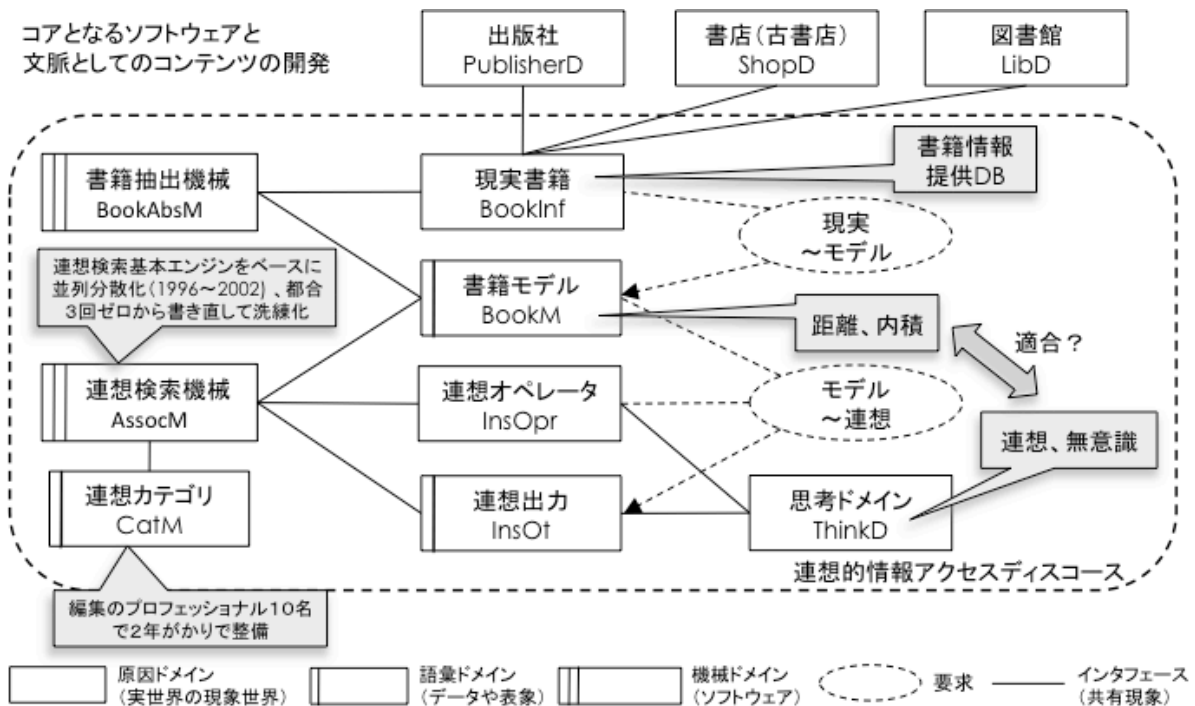 コアとなるソフトウェアと
文脈としてのコンテンツの開発
出版社
PublisherD
書店（古書店）
ShopD
図書館
LibD
書籍抽出機械
BookAbsM
現実書籍
BookInf
書籍情報
提供DB
現実
～モデル
連想検索基本エンジンをベースに
並列分散化（1996～2002）、都合
3回ゼロから書き直して洗練化
書籍モデル
BookM
距離、内積
適合？
連想検索機械
AssocM
連想オペレータ
InsOpr
モデル
～連想
連想、無意識
連想カテゴリ
CatM
連想出力
InsOt
思考ドメイン
ThinkD
連想的情報アクセスディスコース
編集のプロフェッショナル１０名
で２年がかりで整備
原因ドメイン
（実世界の現象世界）
語彙ドメイン
（データや表象）
機械ドメイン
（ソフトウェア）
要求
インタフェース
（共有現象）